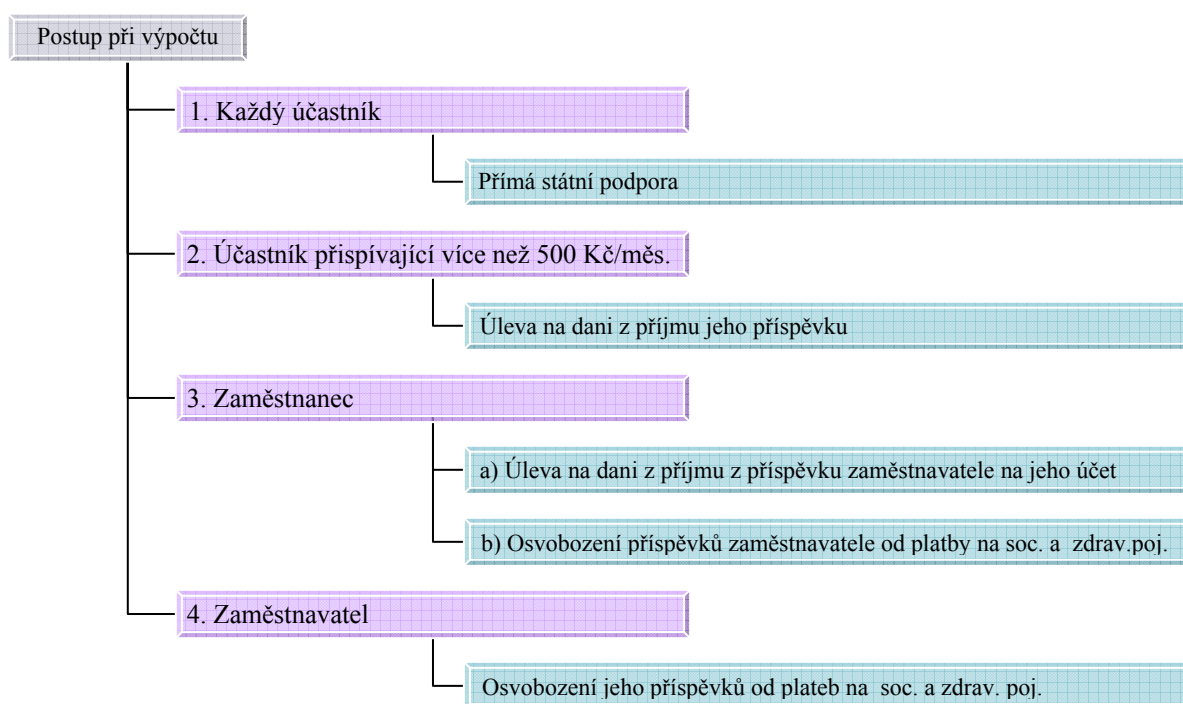 Postup při výpočtu
1. Každý účastník
Přímá státní podpora
2. Účastník přispívající více než 500 Kč/měs.
Úleva na dani z příjmu jeho příspěvku
3. Zaměstnanec
a) Úleva na dani z příjmu z příspěvku zaměstnavatele na jeho účet
b) Osvobození příspěvků zaměstnavatele od platby na soc. a zdrav.poj.
4. Zaměstnavatel
Osvobození jeho příspěvků od plateb na soc. a zdrav. poj.